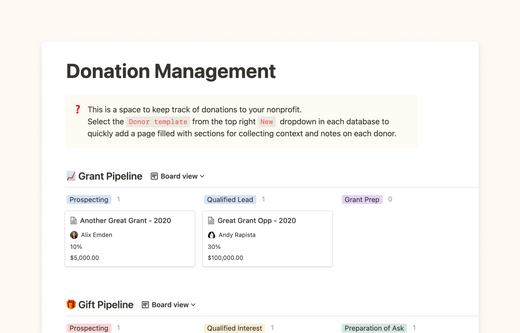 Donation Management
This is a space to keep track of donations to your nonprofit.
Select the Donor template from the top right New dropdown in each database to
quickly add a page filled with sections for collecting context and notes on each donor.
Grant Pipeline Board view
Prospecting 1 Qualified Lead 1 Grant Prep 0
Another Great Grant - 2020 Great Grant Opp - 2020
Alix Emden Andy Rapista
10% 30%
$5,000.00 $100,000.00
Gift Pipeline Board view
Prospecting 1 Qualified Interest 1 Preparation of Ask 1